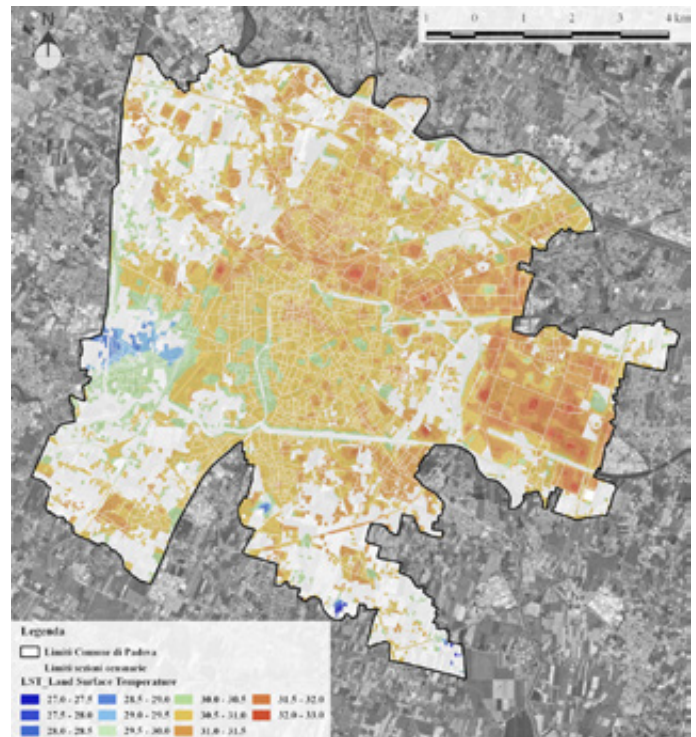 N
1 0 1 2 3 4 km
Legenda
Limiti Comune di Padova
Limiti sezioni censuarie
LST_Land Surface Temperature
27.0 - 27.5 28.5 - 29.0 30.0 - 30.5 31.5 - 32.0
27.5 - 28.0 29.0 - 29.5 30.5 - 31.0 32.0 - 33.0
28.0 - 28.5 29.5 - 30.0 31.0 - 31.5